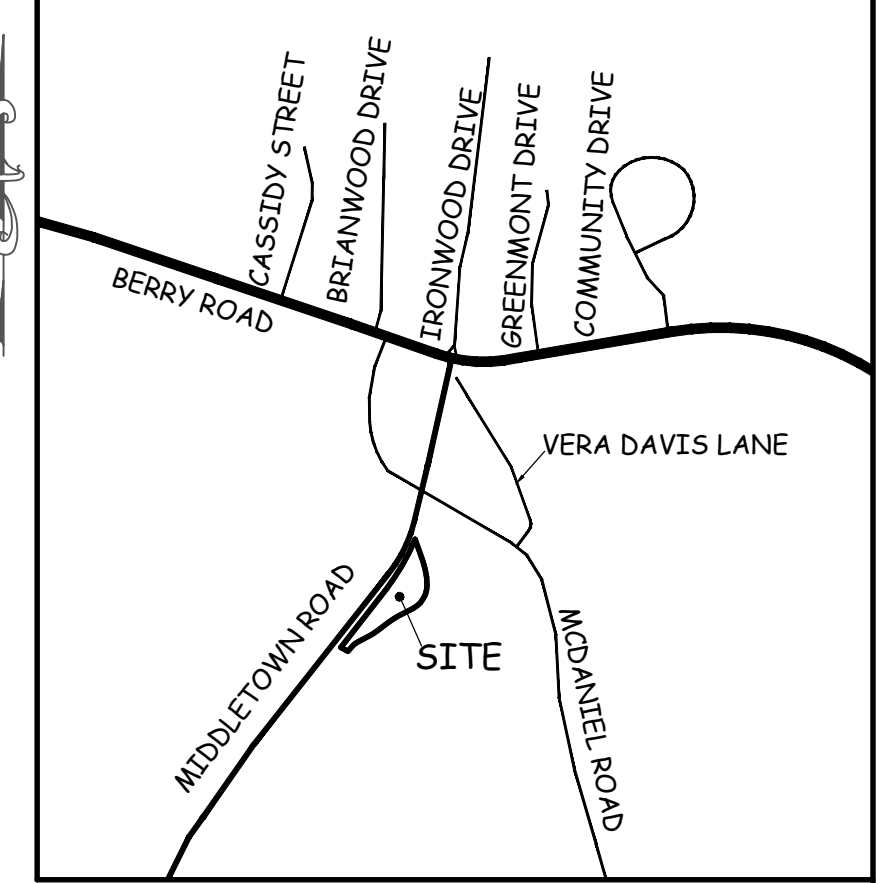 CASSIDY STREET
BRIANWOOD DRIVE
IRONWOOD DRIVE
GREENMONT DRIVE
COMMUNITY DRIVE
BERRY ROAD
VERA DAVIS LANE
MIDDLETOWN ROAD
SITE
MCDANIEL ROAD